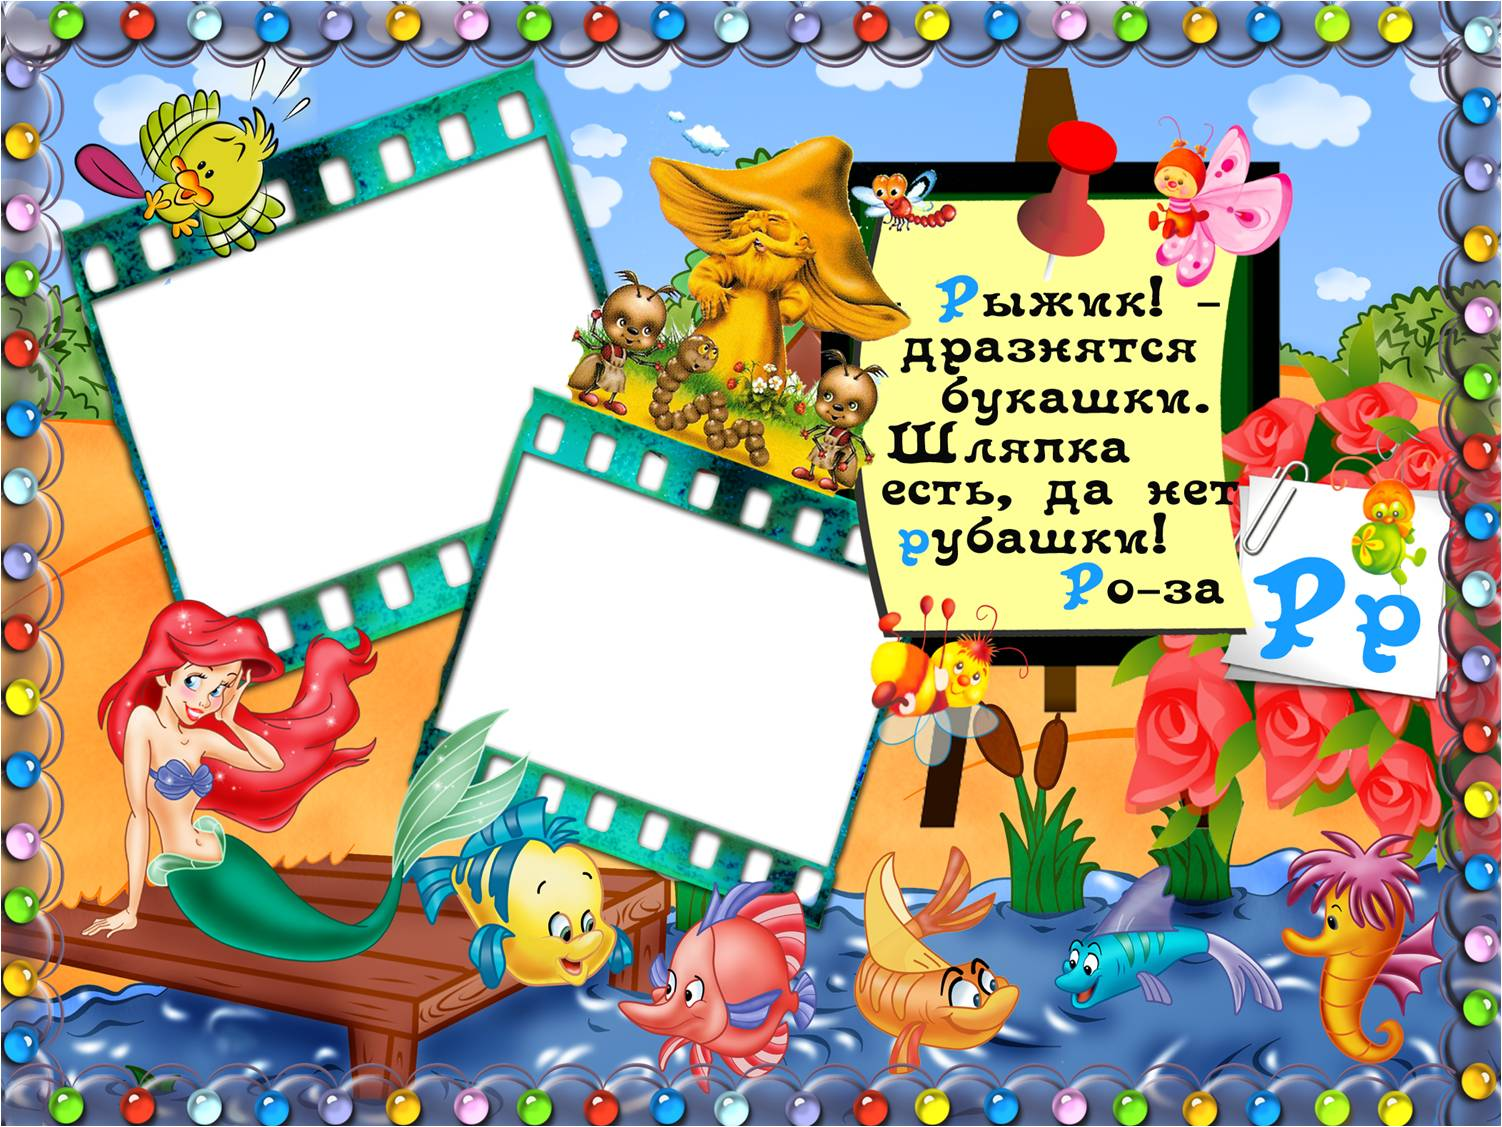 - Рыжик! -
дразнятся
букашки.
Шляпка
есть, да нет
рубашки!
Ро-за
Рр